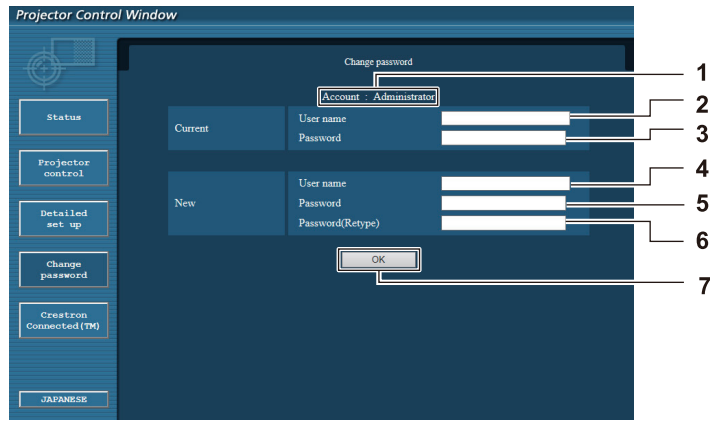 Projector Control Window
Change password
Account : Administrator
Current
User name
Password
New
User name
Password
Password(Retype)
OK
Status
Projector
control
Detailed
set up
Change
password
Crestron
Connected(TM)
JAPANESE
1
2
3
4
5
6
7